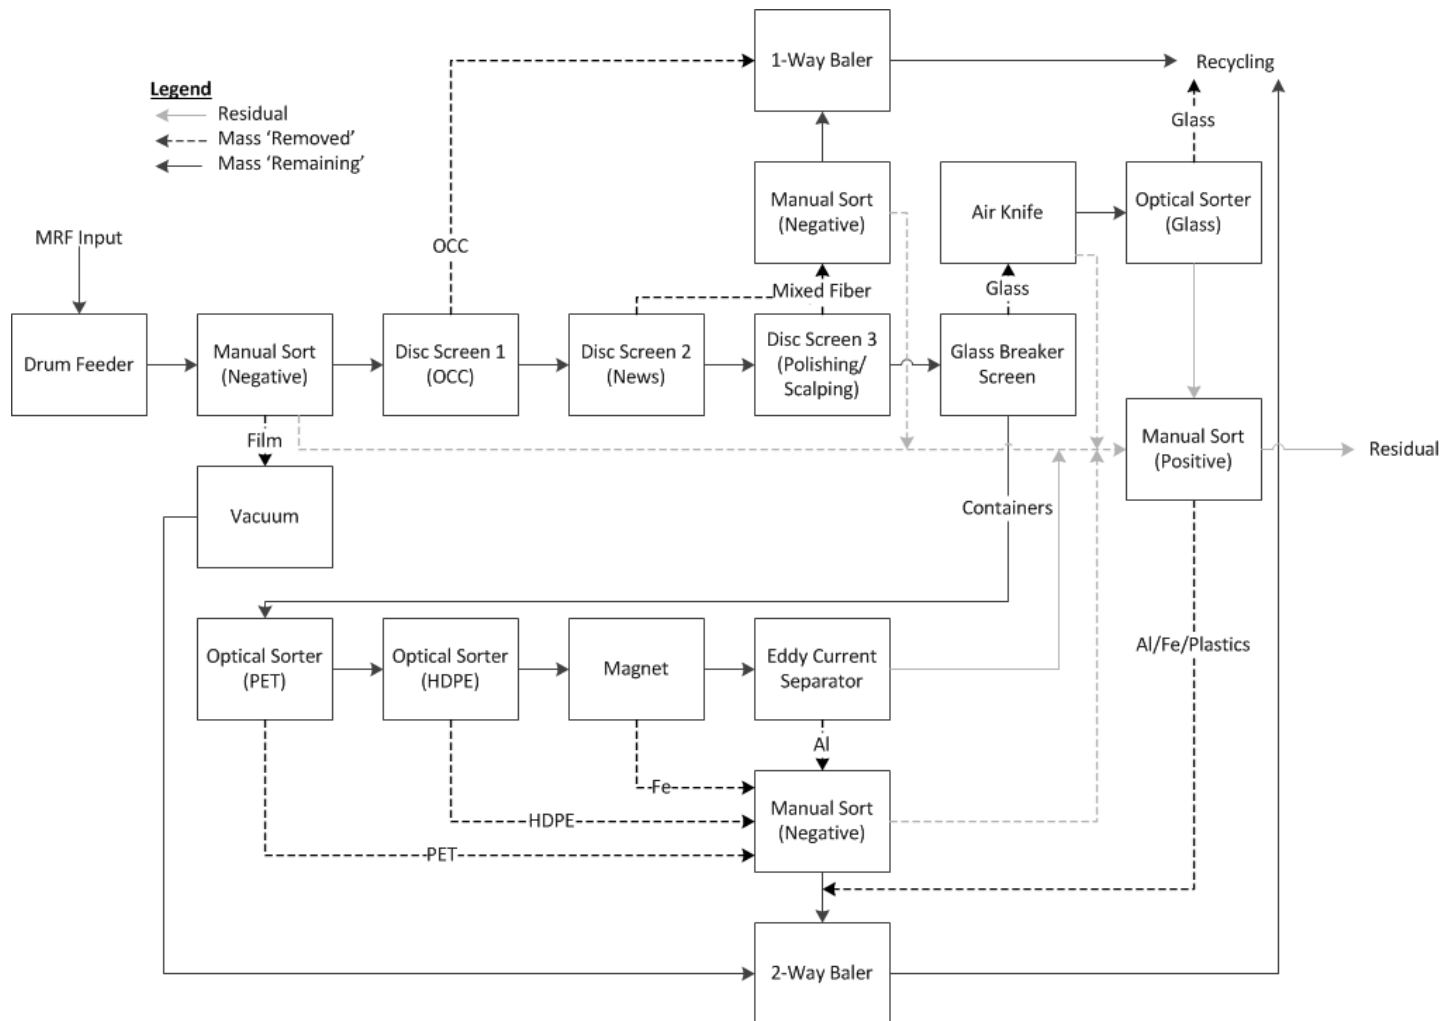 1-Way Baler
Recycling
Legend
Residual
Mass ‘Removed’
Mass ‘Remaining’
Glass
Manual Sort
(Negative)
Air Knife
Optical Sorter
(Glass)
MRF Input
OCC
Mixed Fiber
Glass
Drum Feeder
Manual Sort
(Negative)
Disc Screen 1
(OCC)
Disc Screen 2
(News)
Disc Screen 3
(Polishing/
Scalping)
Glass Breaker
Screen
Film
Manual Sort
(Positive)
Residual
Vacuum
Containers
Optical Sorter
(PET)
Optical Sorter
(HDPE)
Magnet
Eddy Current
Separator
Al/Fe/Plastics
Al
Fe
HDPE
PET
Manual Sort
(Negative)
2-Way Baler